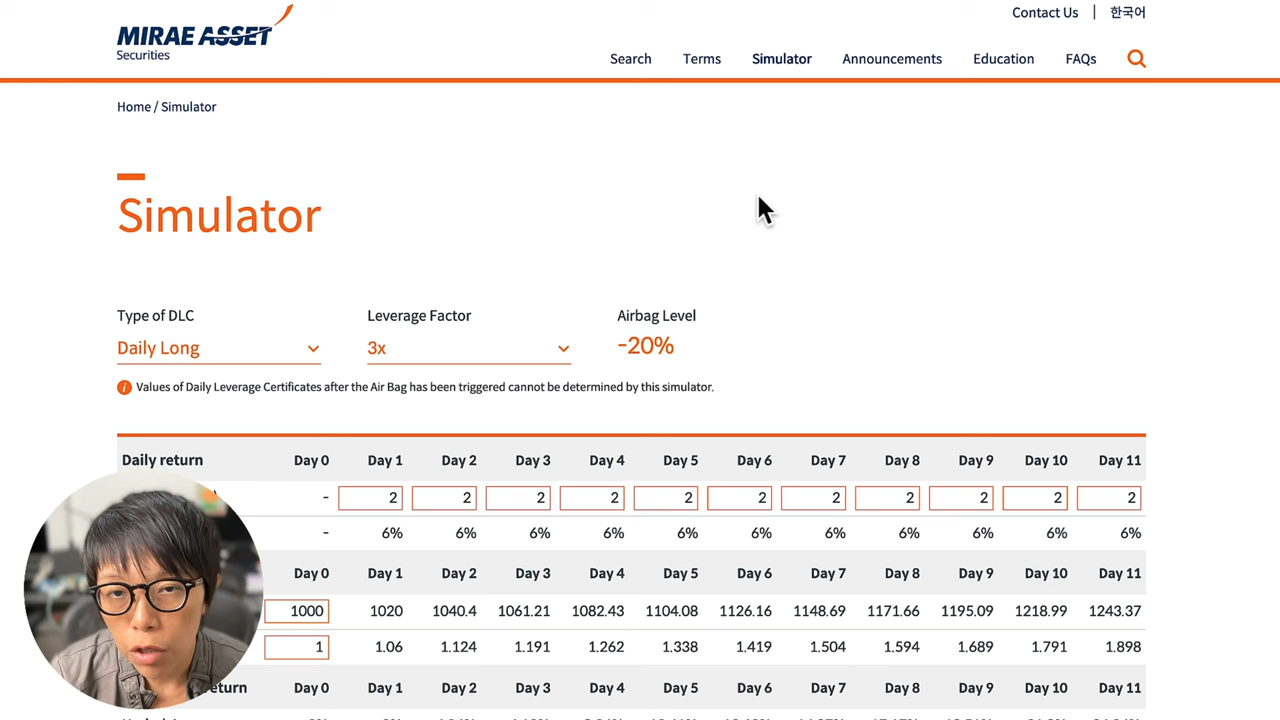 Contact Us | 한국어
MIRAE ASSET
Securities
Search Terms Simulator Announcements Education FAQs
Home / Simulator
Simulator
Type of DLC Leverage Factor Airbag Level
Daily Long 3x -20%
i Values of Daily Leverage Certificates after the Air Bag has been triggered cannot be determined by this simulator.
Daily return Day 0 Day 1 Day 2 Day 3 Day 4 Day 5 Day 6 Day 7 Day 8 Day 9 Day 10 Day 11
- 2 2 2 2 2 2 2 2 2 2 2
- 6% 6% 6% 6% 6% 6% 6% 6% 6% 6% 6%
Day 0 Day 1 Day 2 Day 3 Day 4 Day 5 Day 6 Day 7 Day 8 Day 9 Day 10 Day 11
1000 1020 1040.4 1061.21 1082.43 1104.08 1126.16 1148.69 1171.66 1195.09 1218.99 1243.37
1 1.06 1.124 1.191 1.262 1.338 1.419 1.504 1.594 1.689 1.791 1.898
return Day 0 Day 1 Day 2 Day 3 Day 4 Day 5 Day 6 Day 7 Day 8 Day 9 Day 10 Day 11